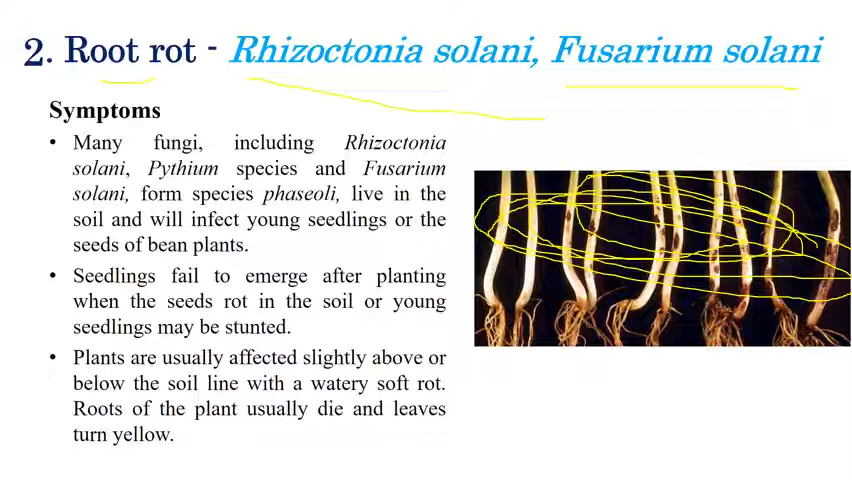 2. Root rot - Rhizoctonia solani, Fusarium solani
Symptoms
• Many fungi, including Rhizoctonia
solani, Pythium species and Fusarium
solani, form species phaseoli, live in the
soil and will infect young seedlings or the
seeds of bean plants.
• Seedlings fail to emerge after planting
when the seeds rot in the soil or young
seedlings may be stunted.
• Plants are usually affected slightly above or
below the soil line with a watery soft rot.
Roots of the plant usually die and leaves
turn yellow.